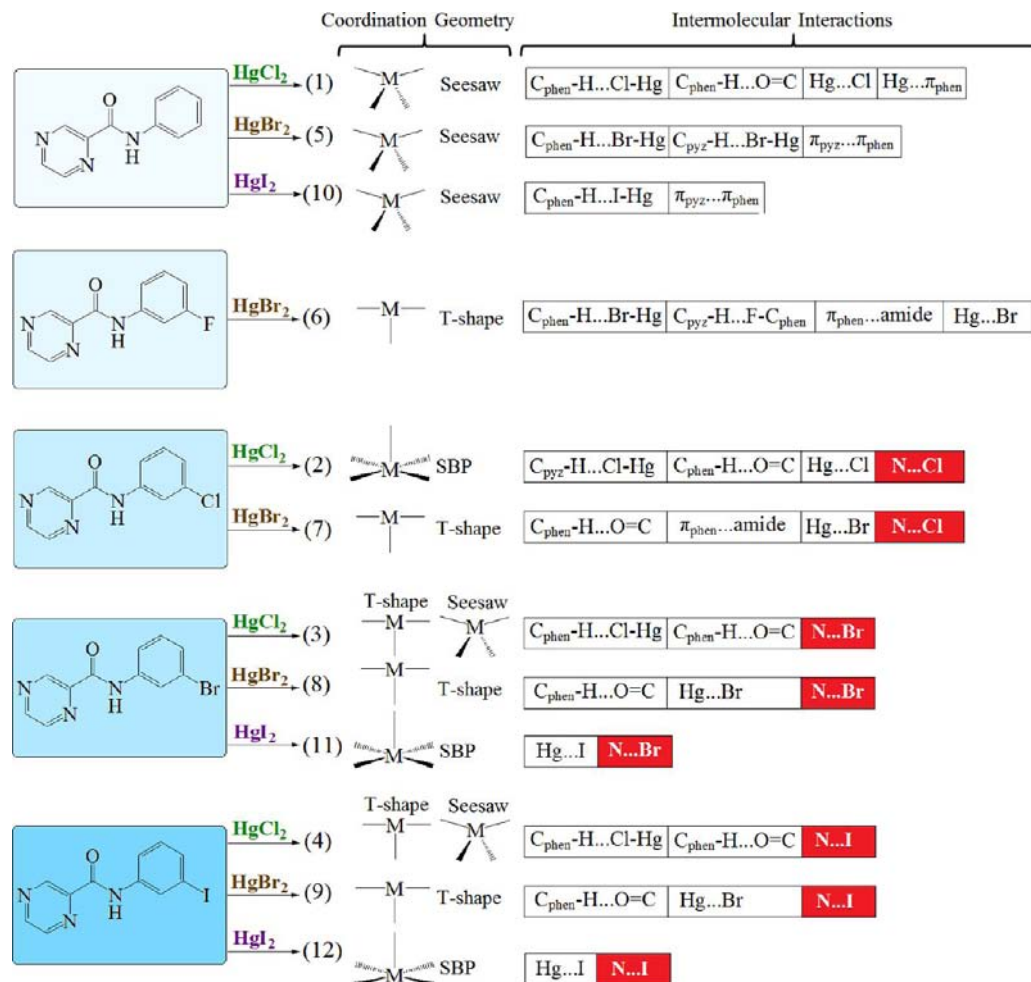 Coordination Geometry Intermolecular Interactions
HgCl2 (1) M Seesaw Cphen-H...Cl-Hg Cphen-H...O=C Hg...Cl Hg...πphen
O N N N H
HgBr2 (5) M Seesaw Cphen-H...Br-Hg Cpyz-H...Br-Hg πpyz...πphen
HgI2 (10) M Seesaw Cphen-H...I-Hg πpyz...πphen
O N N N H F
HgBr2 (6) M T-shape Cphen-H...Br-Hg Cpyz-H...F-Cphen πphen...amide Hg...Br
HgCl2 (2) M SBP Cpyz-H...Cl-Hg Cphen-H...O=C Hg...Cl N...Cl
O N N N H Cl
HgBr2 (7) M T-shape Cphen-H...O=C πphen...amide Hg...Br N...Cl
T-shape Seesaw
HgCl2 (3) M M Cphen-H...Cl-Hg Cphen-H...O=C N...Br
O N N N H Br
HgBr2 (8) M T-shape Cphen-H...O=C Hg...Br N...Br
HgI2 (11) M SBP Hg...I N...Br
T-shape Seesaw
HgCl2 (4) M M Cphen-H...Cl-Hg Cphen-H...O=C N...I
O N N N H I
HgBr2 (9) M T-shape Cphen-H...O=C Hg...Br N...I
HgI2 (12) M SBP Hg...I N...I